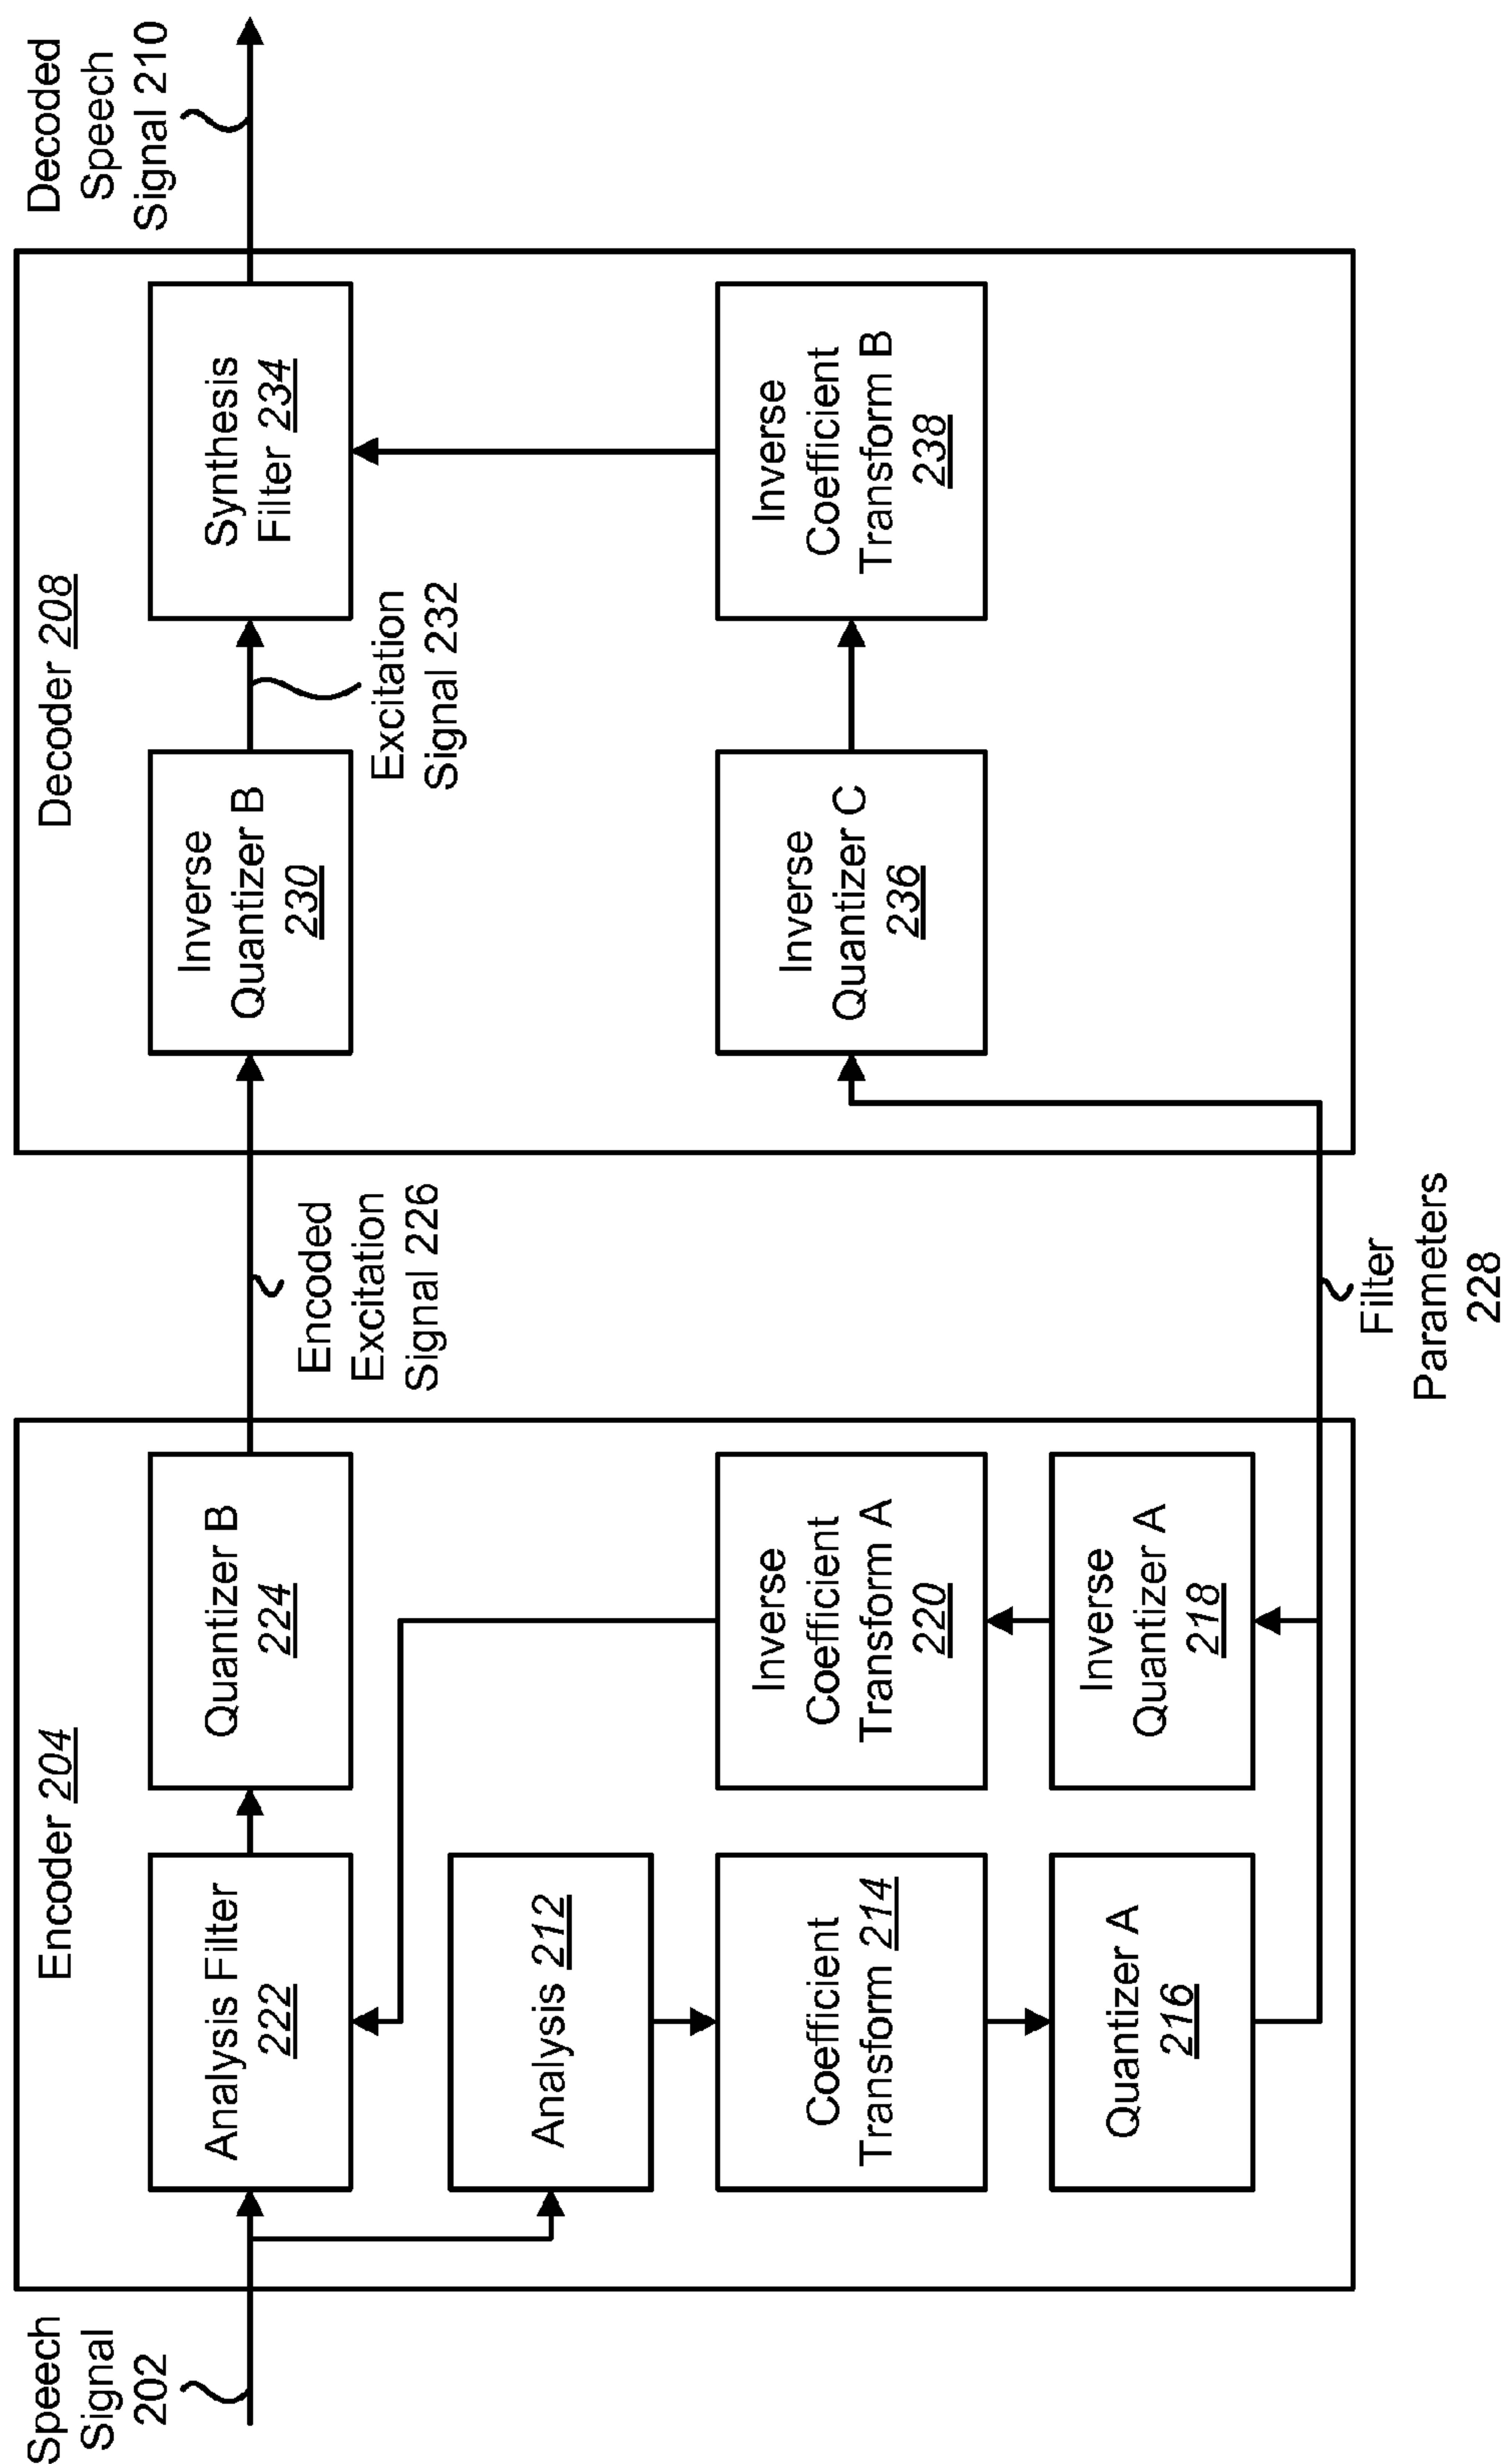 Speech
Signal
202
Encoder 204
Analysis Filter
222
Quantizer B
224
Analysis 212
Coefficient
Transform 214
Inverse
Coefficient
Transform A
220
Quantizer A
216
Inverse
Quantizer A
218
Encoded
Excitation
Signal 226
Filter
Parameters
228
Decoder 208
Inverse
Quantizer B
230
Excitation
Signal 232
Synthesis
Filter 234
Inverse
Quantizer C
236
Inverse
Coefficient
Transform B
238
Decoded
Speech
Signal 210